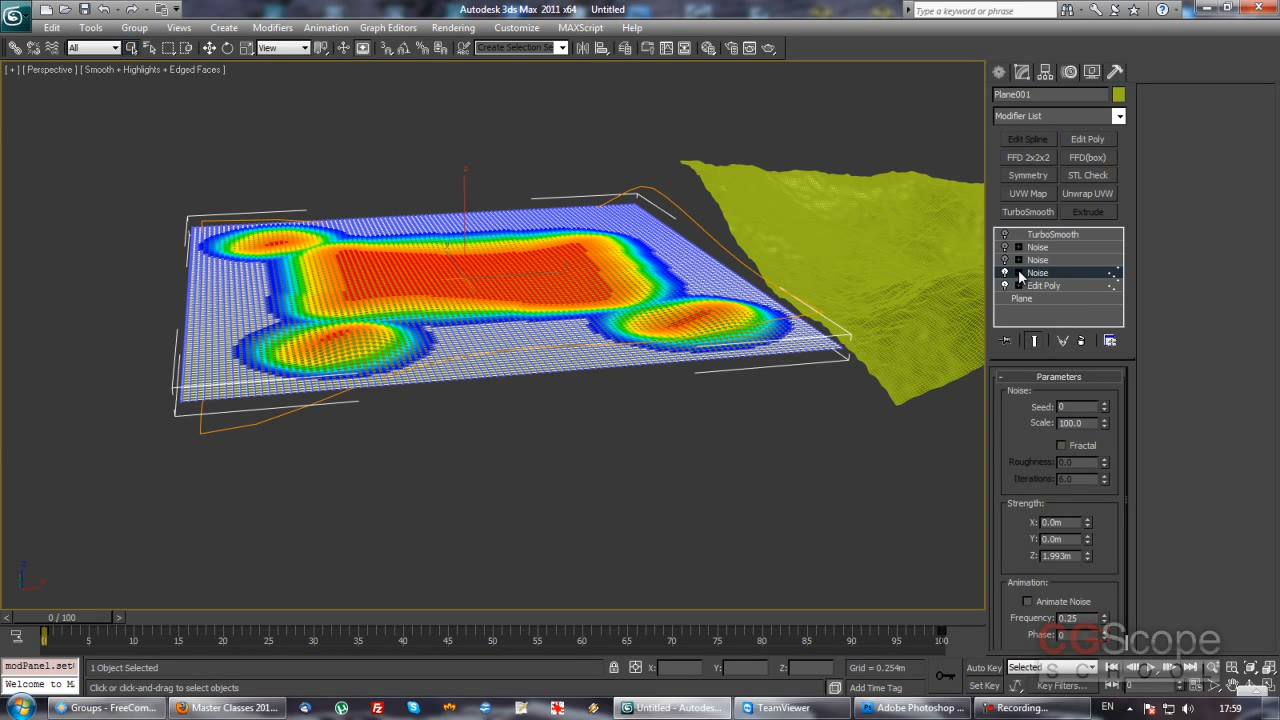 Autodesk 3ds Max 2011 x64 Untitled
Type a keyword or phrase
Edit Tools Group Views Create Modifiers Animation Graph Editors Rendering Customize MAXScript Help
All View Create Selection Se
[ + ] [ Perspective ] [ Smooth + Highlights + Edged Faces ]
Plane001
Modifier List
Edit Spline Edit Poly
FFD 2x2x2 FFD(box)
Symmetry STL Check
UVW Map Unwrap UVW
TurboSmooth Extrude
TurboSmooth
Noise
Noise
Noise
Edit Poly
Plane
z
- Parameters
Noise:
Seed: 0
Scale: 100.0
Fractal
Roughness: 0.0
Iterations: 6.0
Strength:
X: 0.0m
Y: 0.0m
Z: 1.993m
Animation:
Animate Noise
Frequency: 0.25
Phase: 0
z
x
< 0 / 100 >
0 5 10 15 20 25 30 35 40 45 50 55 60 65 70 75 80 85 90 95 100
CGScope
SCHOOL
modPanel.set(
Welcome to M
1 Object Selected
Click or click-and-drag to select objects
X: Y: Z:
Grid = 0.254m
Add Time Tag
Auto Key Selected
Set Key Key Filters... 0
Groups - FreeCom...
Master Classes 201...
Untitled - Autodes...
TeamViewer
Adobe Photoshop ...
Recording...
EN 17:59